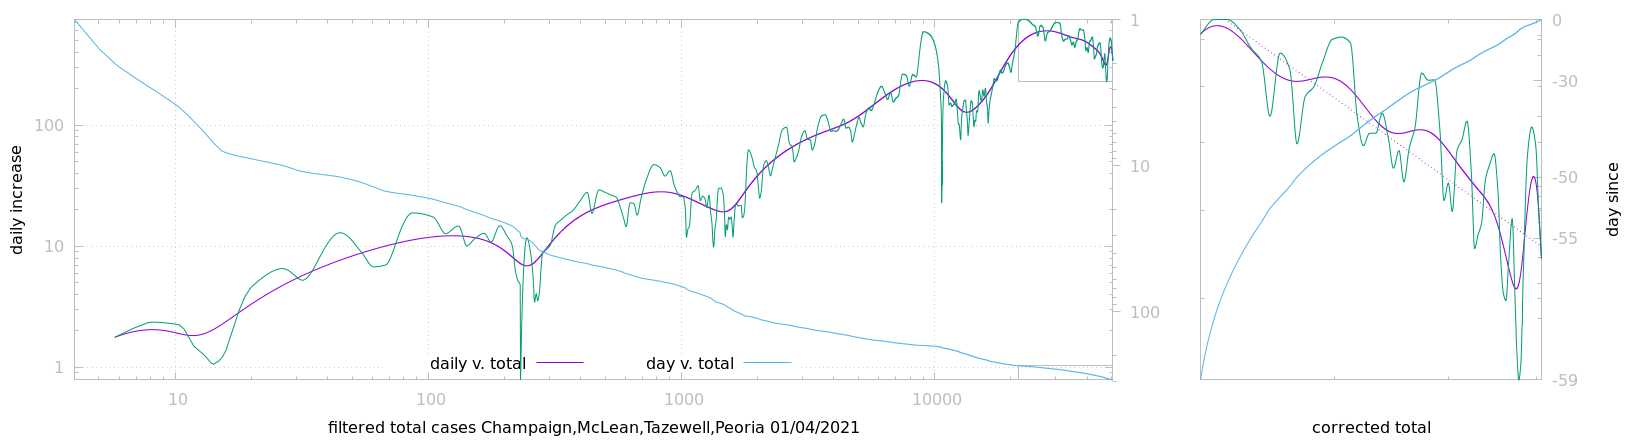 daily increase
100
10
1
10
100
1000
10000
1
10
100
daily v. total
day v. total
filtered total cases Champaign,McLean,Tazewell,Peoria 01/04/2021
0
-30
-50
-55
-59
day since
corrected total